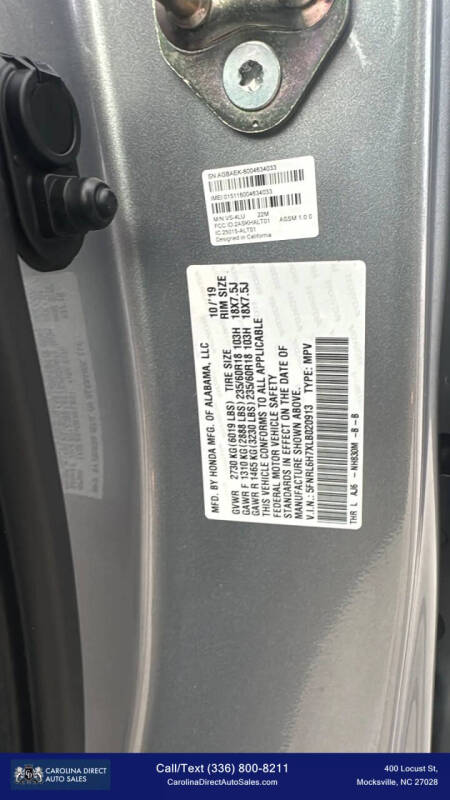 SN:AGBAEK-6004634033
IMEI:015116004634033
M/N:VS-4LU 22M
FCC ID:2ASKHALT01 AGSM 1.0.0
IC:25015-ALT01
Designed in California
MFD. BY HONDA MFG. OF ALABAMA, LLC 10/'19
TIRE SIZE RIM SIZE
GVWR 2730 KG(6019 LBS)
GAWR F 1310 KG(2888 LBS) 235/60R18 103H 18X7.5J
GAWR R 1465 KG(3230 LBS) 235/60R18 103H 18X7.5J
THIS VEHICLE CONFORMS TO ALL APPLICABLE
FEDERAL MOTOR VEHICLE SAFETY
STANDARDS IN EFFECT ON THE DATE OF
MANUFACTURE SHOWN ABOVE.
V.I.N.: 5FNRL6H7XLB020913 TYPE: MPV
THR L AJ6 - NH830M -B -B
CAROLINA DIRECT
AUTO SALES
Call/Text (336) 800-8211
CarolinaDirectAutoSales.com
400 Locust St,
Mocksville, NC 27028